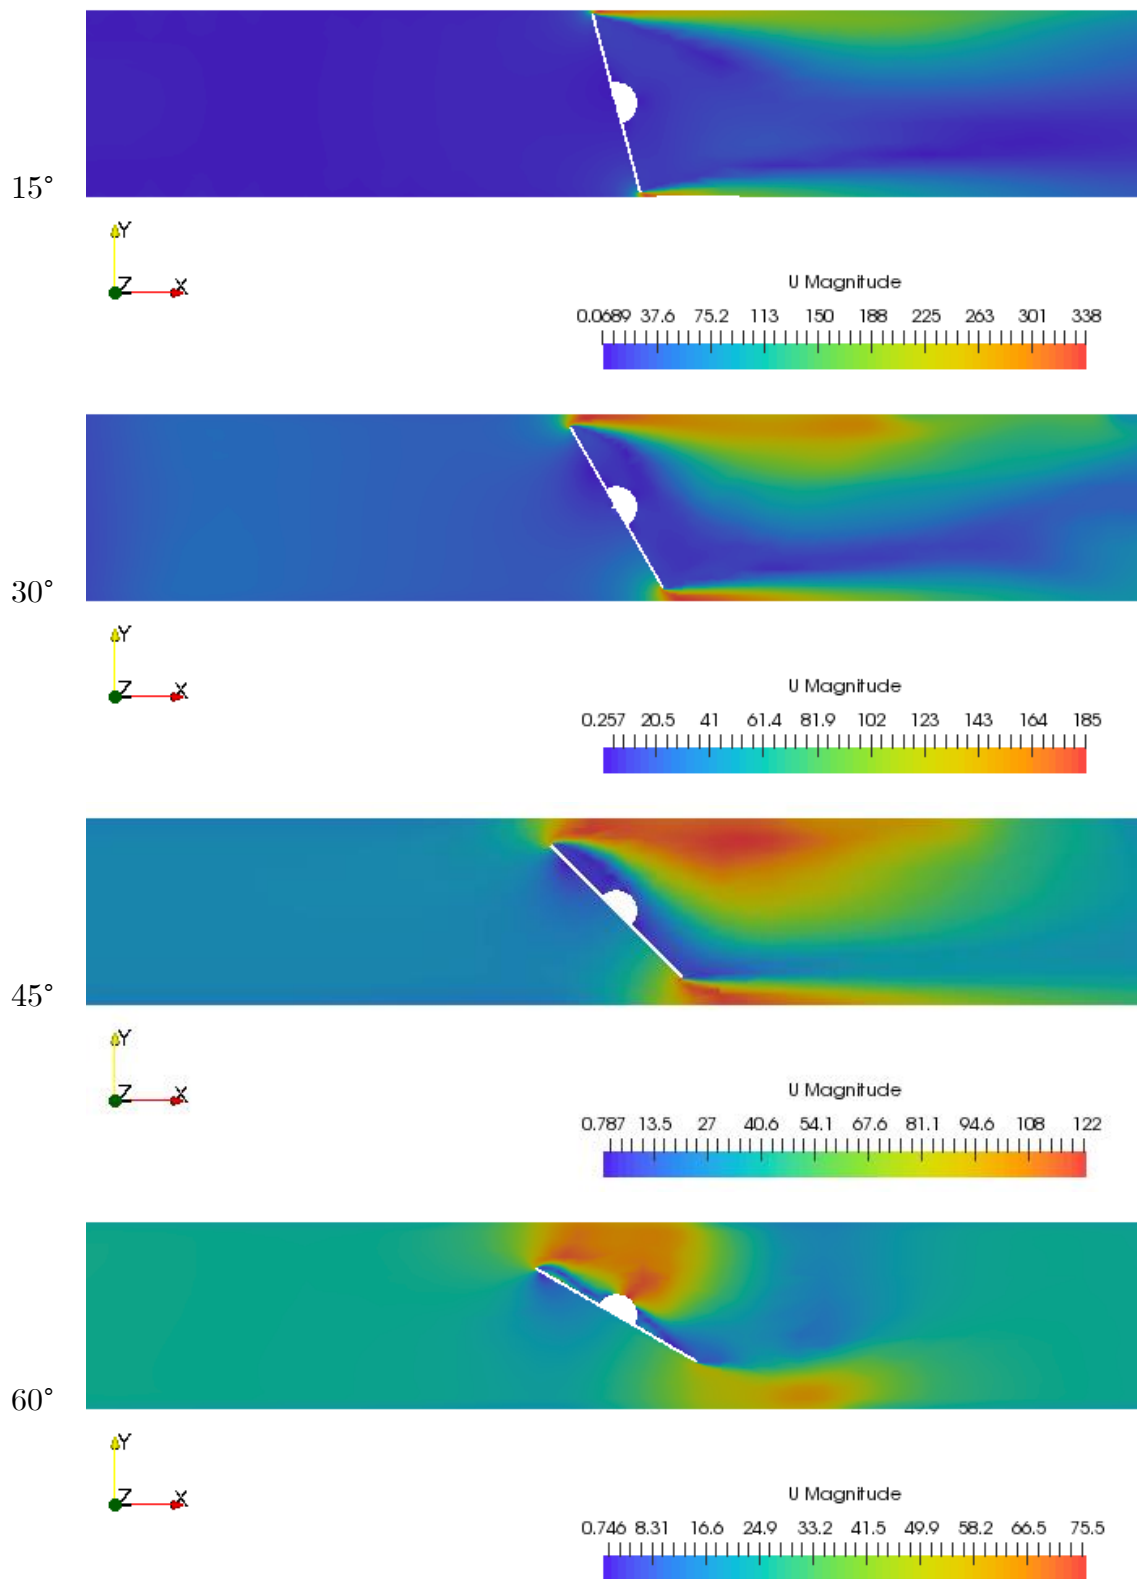 15°
Y
Z X
U Magnitude
0.0689 37.6 75.2 113 150 188 225 263 301 338
30°
Y
Z X
U Magnitude
0.257 20.5 41 61.4 81.9 102 123 143 164 185
45°
Y
Z X
U Magnitude
0.787 13.5 27 40.6 54.1 67.6 81.1 94.6 108 122
60°
Y
Z X
U Magnitude
0.746 8.31 16.6 24.9 33.2 41.5 49.9 58.2 66.5 75.5